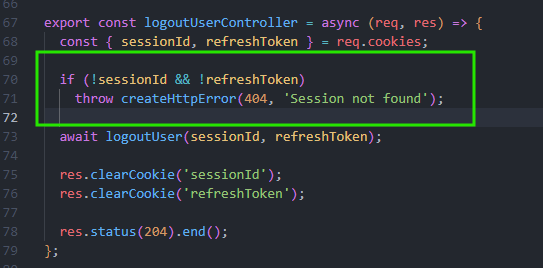 66
67 export const logoutUserController = async (req, res) => {
68 const { sessionId, refreshToken } = req.cookies;
69
70 if (!sessionId && !refreshToken)
71 throw createHttpError(404, 'Session not found');
72
73 await logoutUser(sessionId, refreshToken);
74
75 res.clearCookie('sessionId');
76 res.clearCookie('refreshToken');
77
78 res.status(204).end();
79 };